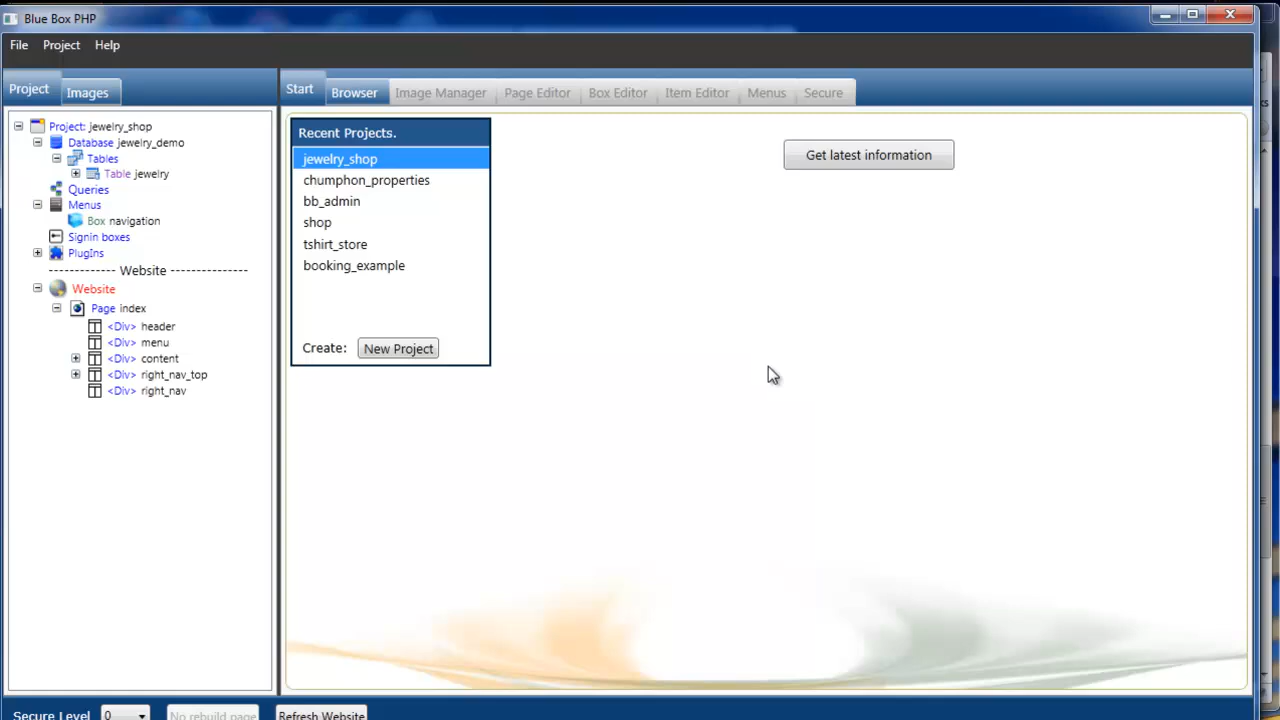 Blue Box PHP
File Project Help
Project Images
Start Browser Image Manager Page Editor Box Editor Item Editor Menus Secure
Project: jewelry_shop
Database jewelry_demo
Tables
Table jewelry
Queries
Menus
Box navigation
Signin boxes
PlugIns
------------ Website ---------------
Website
Page index
<Div> header
<Div> menu
<Div> content
<Div> right_nav_top
<Div> right_nav
Recent Projects.
jewelry_shop
chumphon_properties
bb_admin
shop
tshirt_store
booking_example
Create: New Project
Get latest information
Secure Level 0 No rebuild page Refresh Website